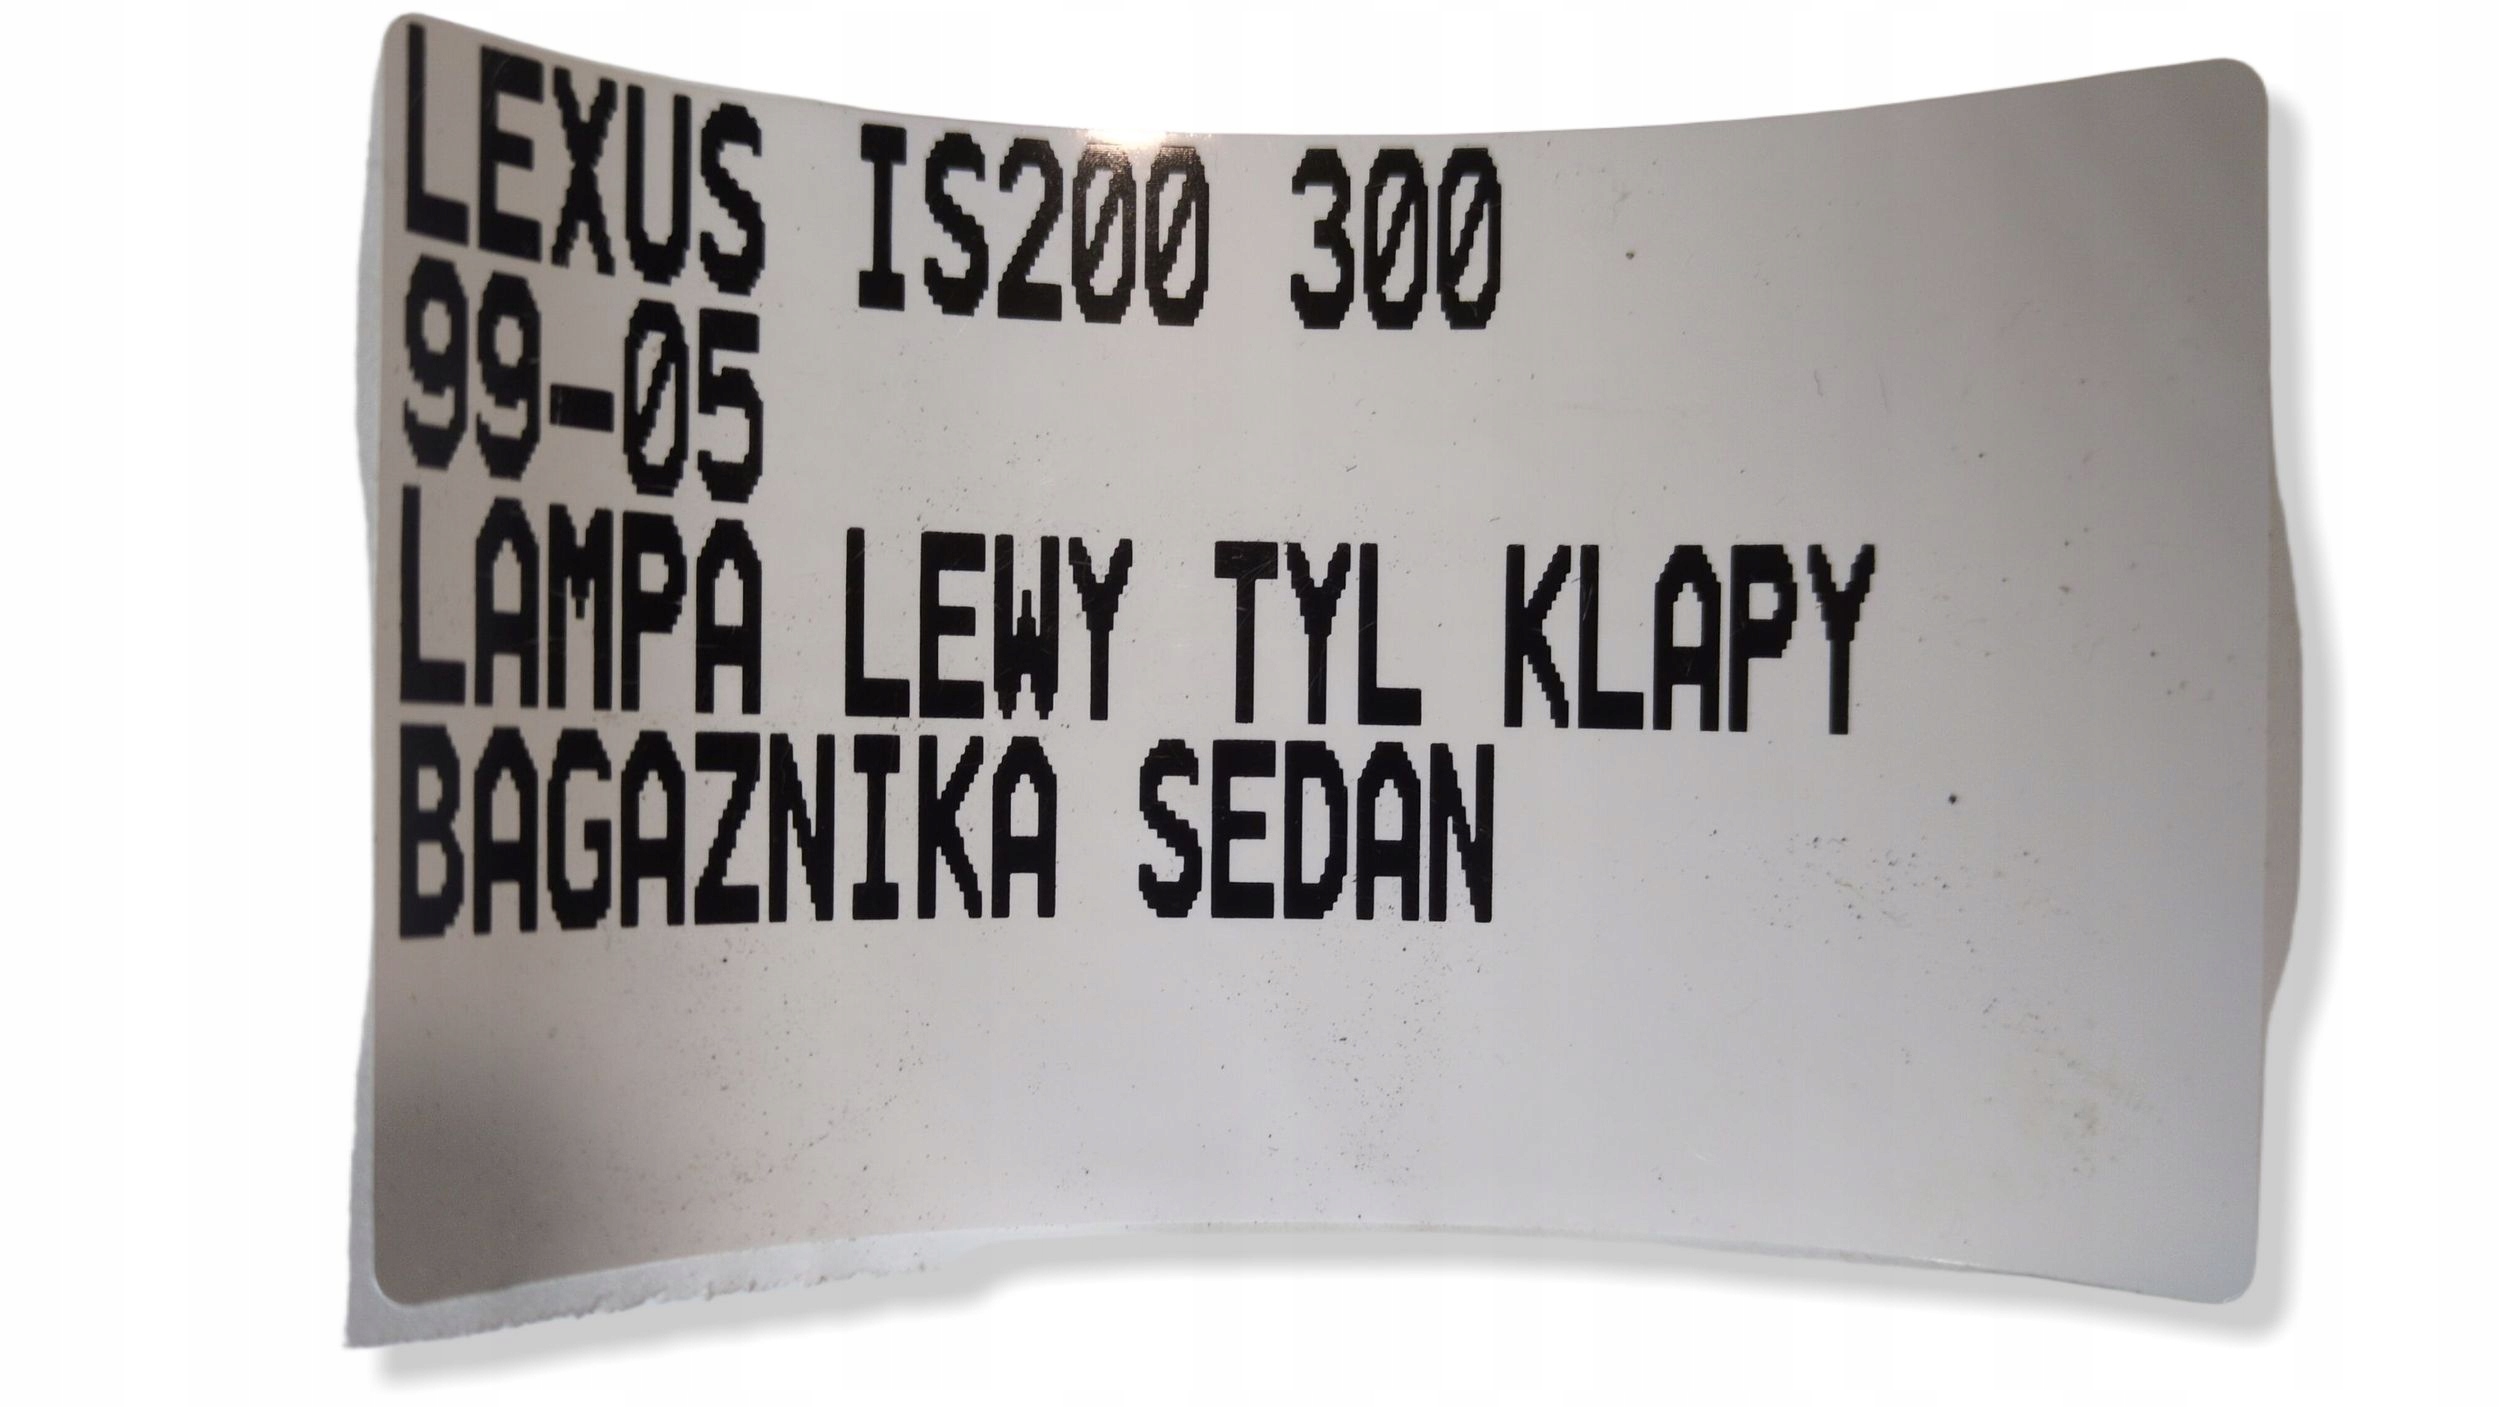 LEXUS IS200 300
99-05
LAMPA LEWY TYL KLAPY
BAGAZNIKA SEDAN